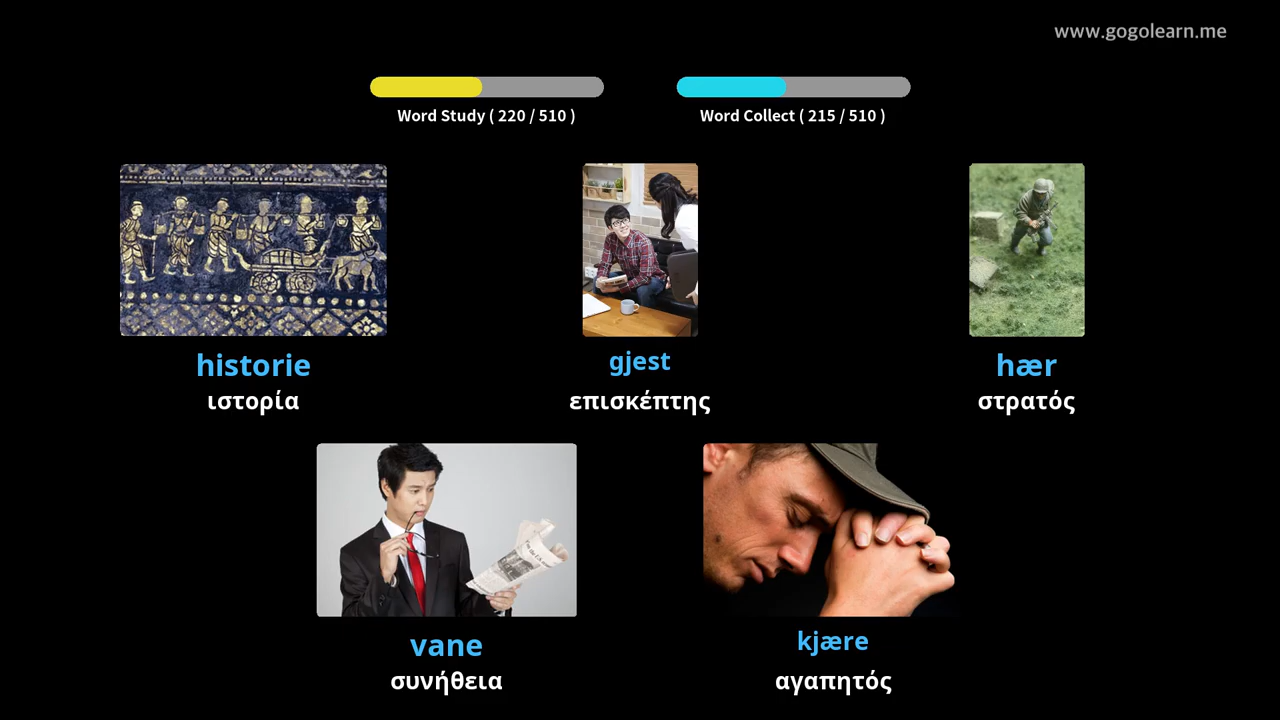 www.gogolearn.me
Word Study ( 220 / 510 )
Word Collect ( 215 / 510 )
historie
ιστορία
gjest
επισκέπτης
hær
στρατός
vane
συνήθεια
kjære
αγαπητός